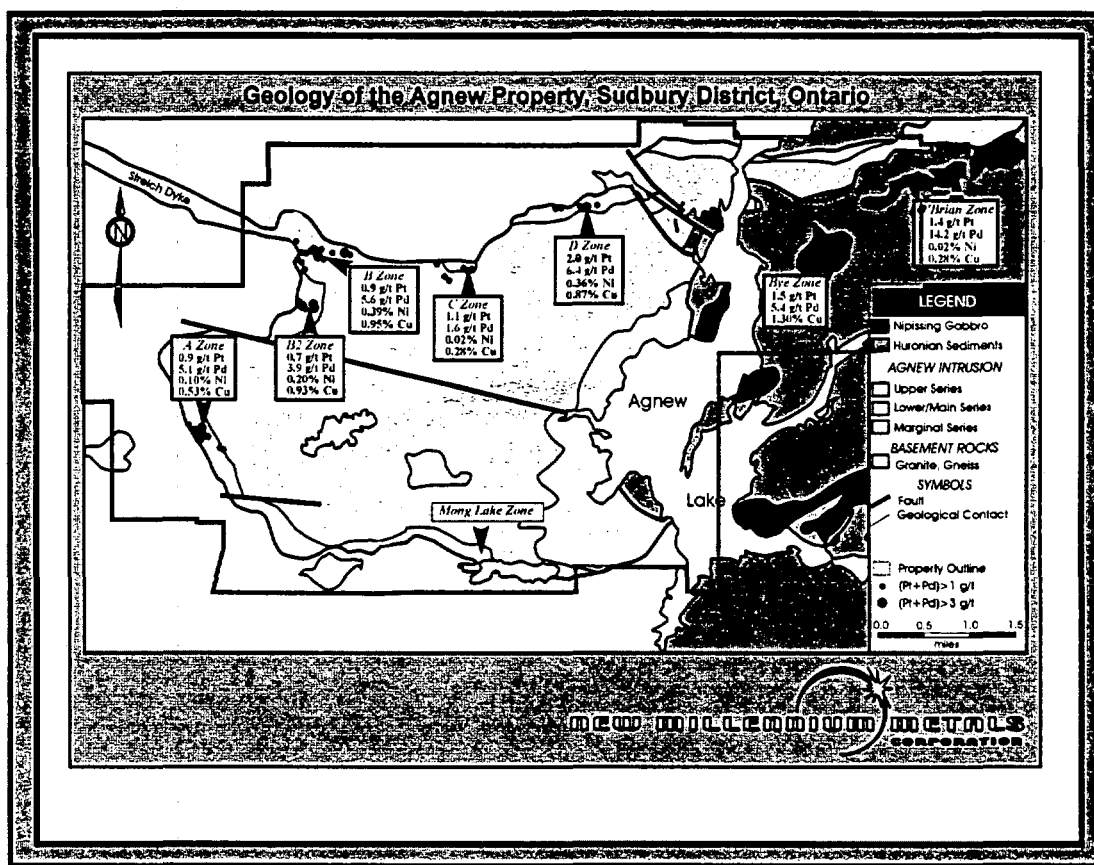 Geology of the Agnew Property, Sudbury District, Ontario
Streich Dyke
N
B Zone
0.9 g/t Pt
5.6 g/t Pd
0.39% Ni
0.95% Cu
C Zone
1.1 g/t Pt
1.6 g/t Pd
0.02% Ni
0.28% Cu
D Zone
2.0 g/t Pt
6.4 g/t Pd
0.36% Ni
0.87% Cu
Brian Zone
1.4 g/t Pt
14.2 g/t Pd
0.02% Ni
0.28% Cu
Bye Zone
1.5 g/t Pt
5.4 g/t Pd
1.30% Cu
A Zone
0.9 g/t Pt
5.1 g/t Pd
0.10% Ni
0.53% Cu
B2 Zone
0.7 g/t Pt
3.9 g/t Pd
0.20% Ni
0.93% Cu
Agnew
Lake
Mong Lake Zone
LEGEND
Nipissing Gabbro
Huronian Sediments
AGNEW INTRUSION
Upper Series
Lower/Main Series
Marginal Series
BASEMENT ROCKS
Granite, Gneiss
SYMBOLS
Fault
Geological Contact
Property Outline
(Pt+Pd)>1 g/t
(Pt+Pd)>3 g/t
0.0 0.5 1.0 1.5
miles
NEW MILLENNIUM METALS
CORPORATION